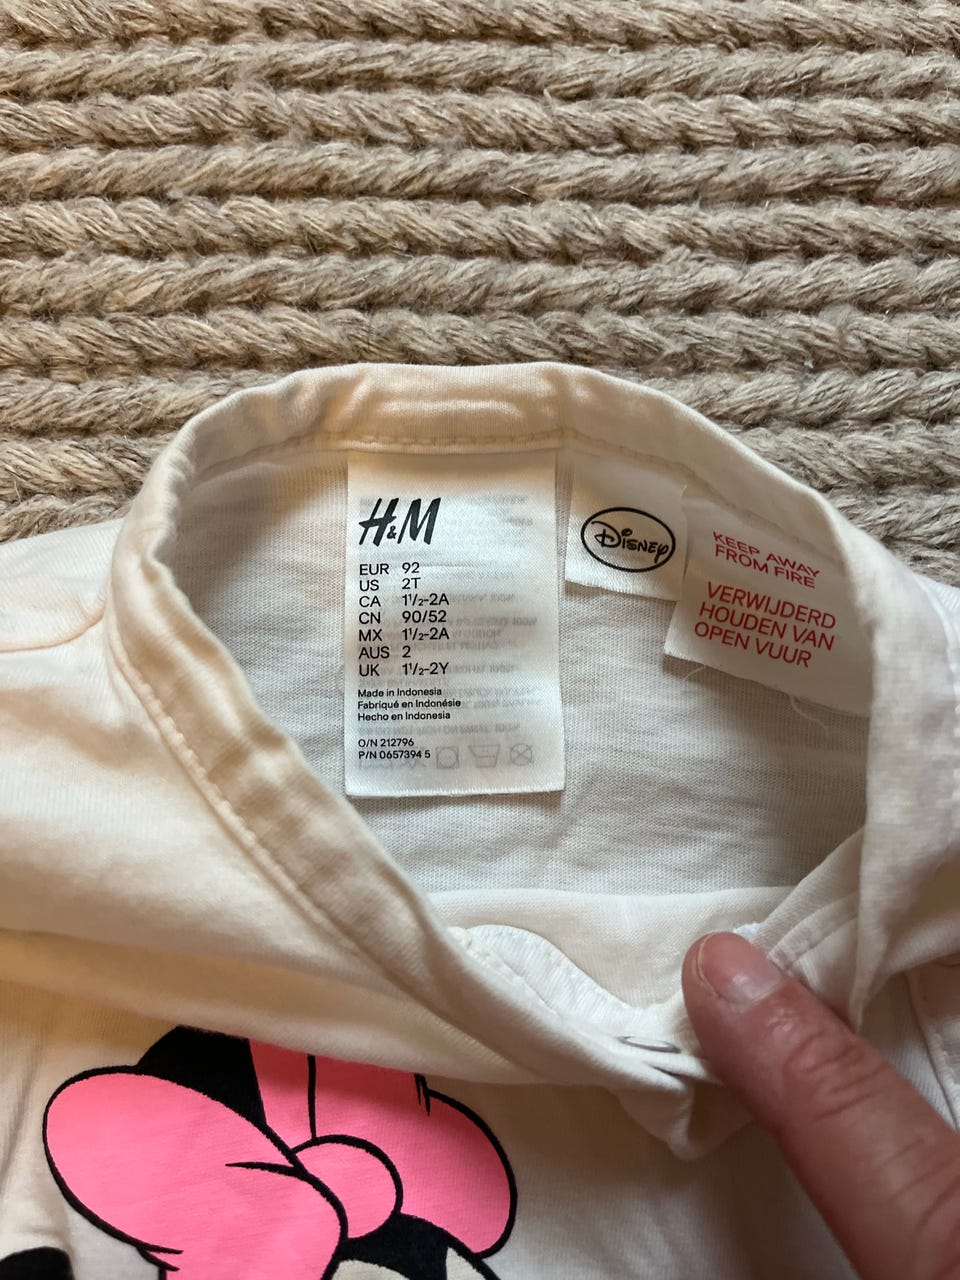 H&M
EUR 92
US 2T
CA 1½-2A
CN 90/52
MX 1½-2A
AUS 2
UK 1½-2Y
Made in Indonesia
Fabriqué en Indonésie
Hecho en Indonesia
O/N 212796
P/N 0657394 5
Disney
KEEP AWAY
FROM FIRE
VERWIJDERD
HOUDEN VAN
OPEN VUUR